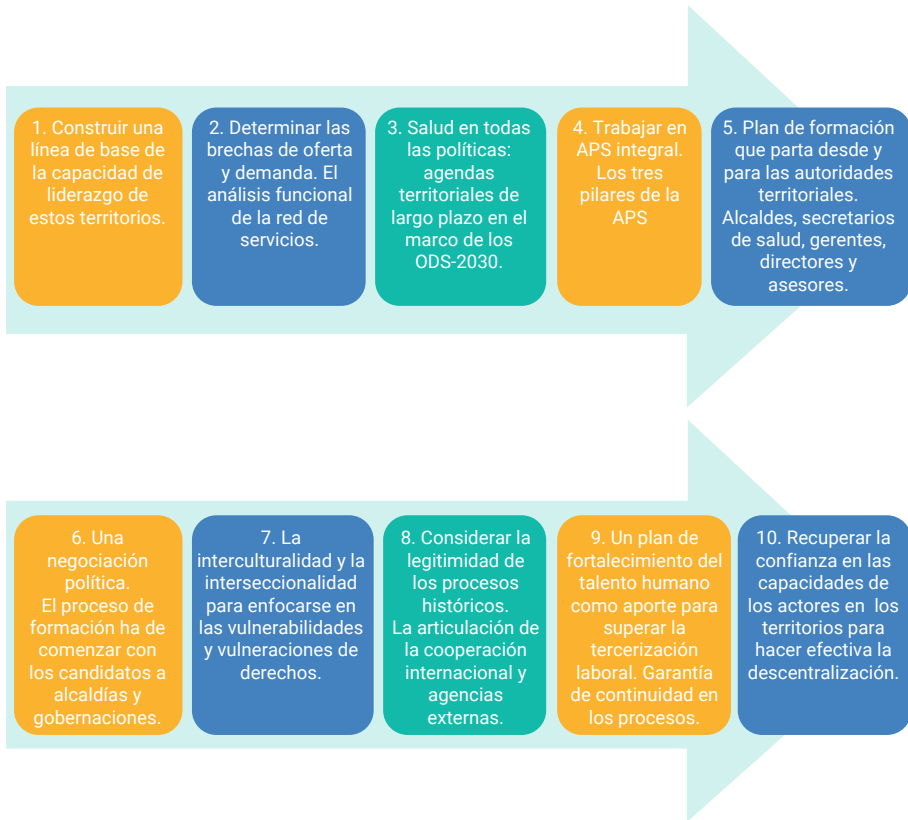 1. Construir una
línea de base de
la capacidad de
liderazgo de
estos territorios.
2. Determinar las
brechas de oferta
y demanda. El
análisis funcional
de la red de
servicios.
3. Salud en todas
las políticas:
agendas
territoriales de
largo plazo en el
marco de los
ODS-2030.
4. Trabajar en
APS integral.
Los tres
pilares de la
APS
5. Plan de formación
que parta desde y
para las autoridades
territoriales.
Alcaldes, secretarios
de salud, gerentes,
directores y
asesores.
6. Una
negociación
política.
El proceso de
formación ha de
comenzar con
los candidatos a
alcaldías y
gobernaciones.
7. La
interculturalidad y la
interseccionalidad
para enfocarse en
las vulnerabilidades
y vulneraciones de
derechos.
8. Considerar la
legitimidad de
los procesos
históricos.
La articulación de
la cooperación
internacional y
agencias
externas.
9. Un plan de
fortalecimiento del
talento humano
como aporte para
superar la
tercerización
laboral. Garantía
de continuidad en
los procesos.
10. Recuperar la
confianza en las
capacidades de
los actores en  los
territorios para
hacer efectiva la
descentralización.